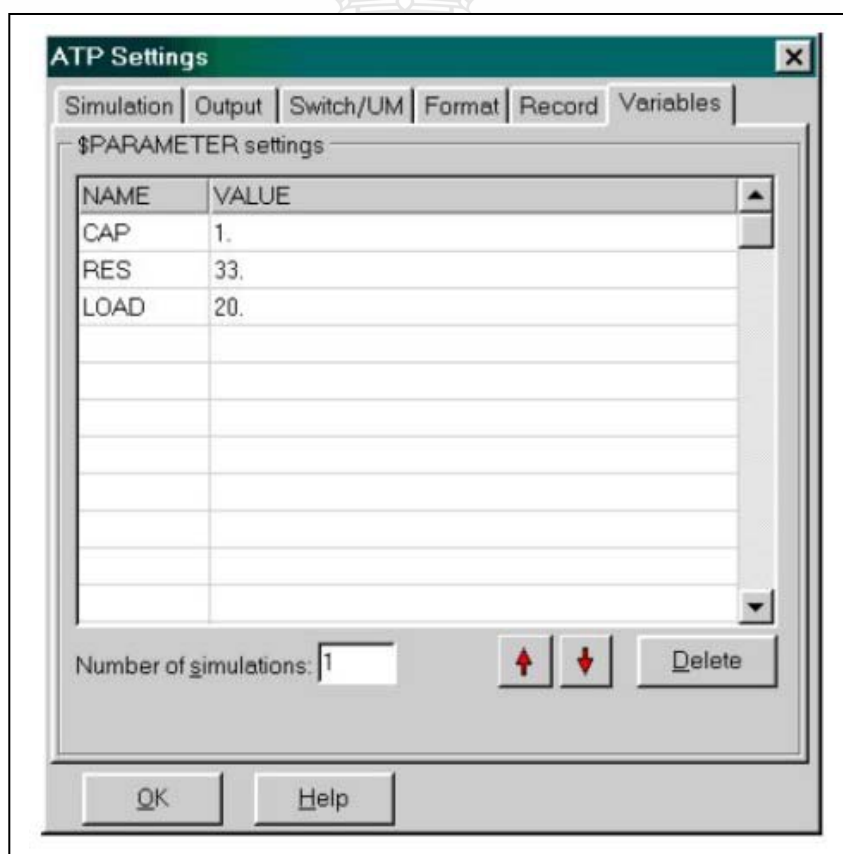 ATP Settings
Simulation Output Switch/UM Format Record Variables
$PARAMETER settings
NAME VALUE
CAP 1.
RES 33.
LOAD 20.
Number of simulations: 1
Delete
OK Help